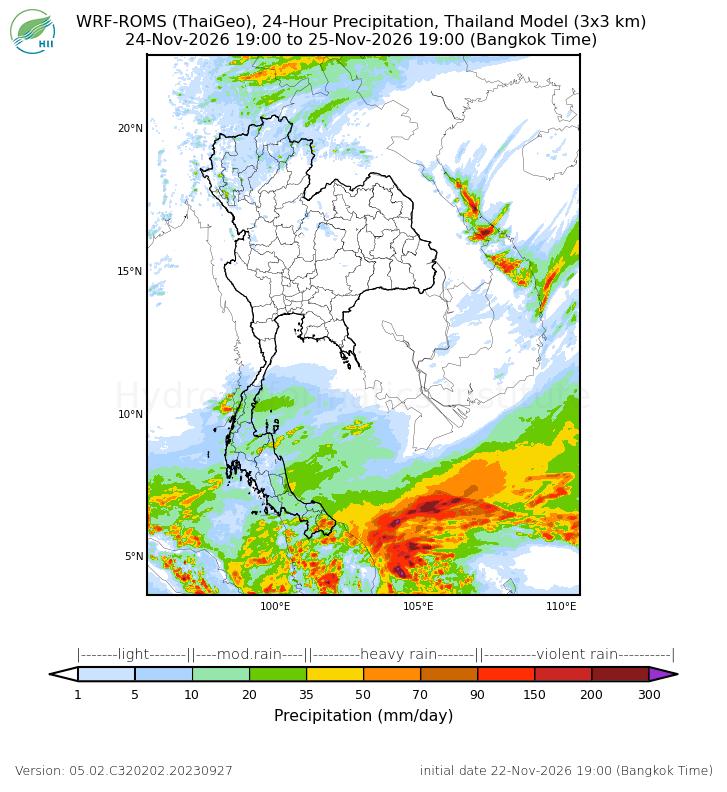 WRF-ROMS (ThaiGeo), 24-Hour Precipitation, Thailand Model (3x3 km)
24-Nov-2026 19:00 to 25-Nov-2026 19:00 (Bangkok Time)
HII
20°N
15°N
10°N
5°N
100°E 105°E 110°E
|-------light-------||----mod.rain----||---------heavy rain---------||----------violent rain----------|
1 5 10 20 35 50 70 90 150 200 300
Precipitation (mm/day)
Version: 05.02.C320202.20230927
initial date 22-Nov-2026 19:00 (Bangkok Time)